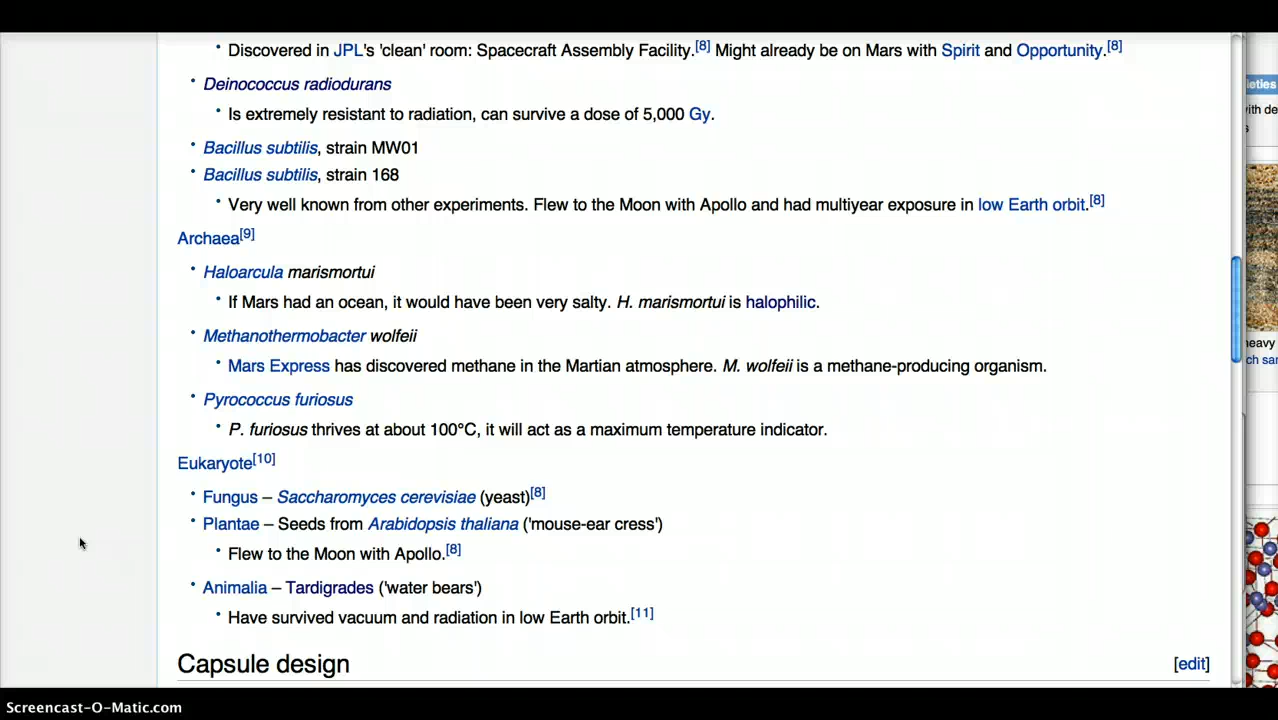 Discovered in JPL's 'clean' room: Spacecraft Assembly Facility.[8] Might already be on Mars with Spirit and Opportunity.[8]
Deinococcus radiodurans
Is extremely resistant to radiation, can survive a dose of 5,000 Gy.
Bacillus subtilis, strain MW01
Bacillus subtilis, strain 168
Very well known from other experiments. Flew to the Moon with Apollo and had multiyear exposure in low Earth orbit.[8]
Archaea[9]
Haloarcula marismortui
If Mars had an ocean, it would have been very salty. H. marismortui is halophilic.
Methanothermobacter wolfeii
Mars Express has discovered methane in the Martian atmosphere. M. wolfeii is a methane-producing organism.
Pyrococcus furiosus
P. furiosus thrives at about 100°C, it will act as a maximum temperature indicator.
Eukaryote[10]
Fungus – Saccharomyces cerevisiae (yeast)[8]
Plantae – Seeds from Arabidopsis thaliana ('mouse-ear cress')
Flew to the Moon with Apollo.[8]
Animalia – Tardigrades ('water bears')
Have survived vacuum and radiation in low Earth orbit.[11]
Capsule design [edit]
Screencast-O-Matic.com